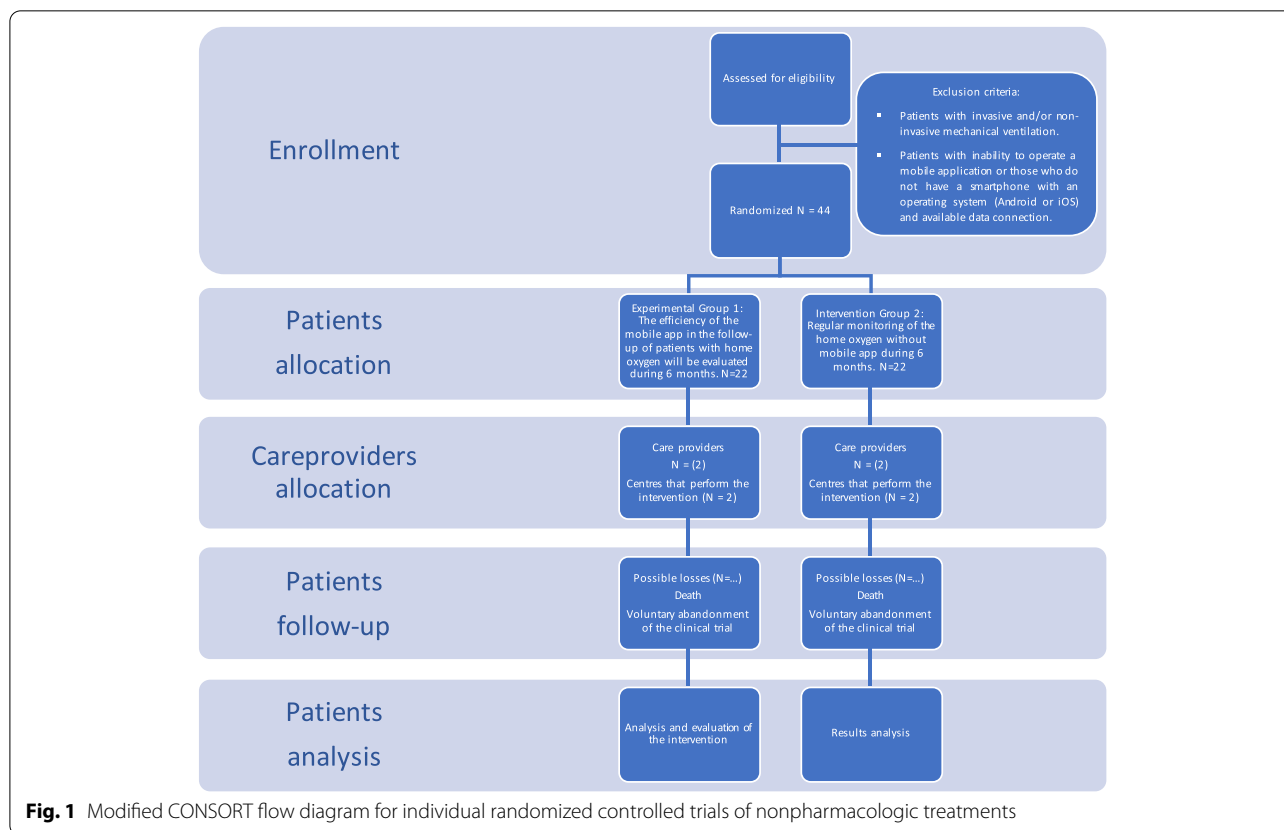 Enrollment
Assessed for eligibility
Exclusion criteria:
▪ Patients with invasive and/or non-
invasive mechanical ventilation.
▪ Patients with inability to operate a
mobile application or those who do
not have a smartphone with an
operating system (Android or iOS)
and available data connection.
Randomized N = 44
Patients
allocation
Experimental Group 1:
The efficiency of the
mobile app in the follow-
up of patients with home
oxygen will be evaluated
during 6 months. N=22
Intervention Group 2:
Regular monitoring of the
home oxygen without
mobile app during 6
months. N=22
Careproviders
allocation
Care providers
N = (2)
Centres that perform the
intervention (N = 2)
Care providers
N = (2)
Centres that perform the
intervention (N = 2)
Patients
follow-up
Possible losses (N=...)
Death
Voluntary abandonment
of the clinical trial
Possible losses (N=...)
Death
Voluntary abandonment
of the clinical trial
Patients
analysis
Analysis and evaluation of
the intervention
Results analysis
Fig. 1 Modified CONSORT flow diagram for individual randomized controlled trials of nonpharmacologic treatments